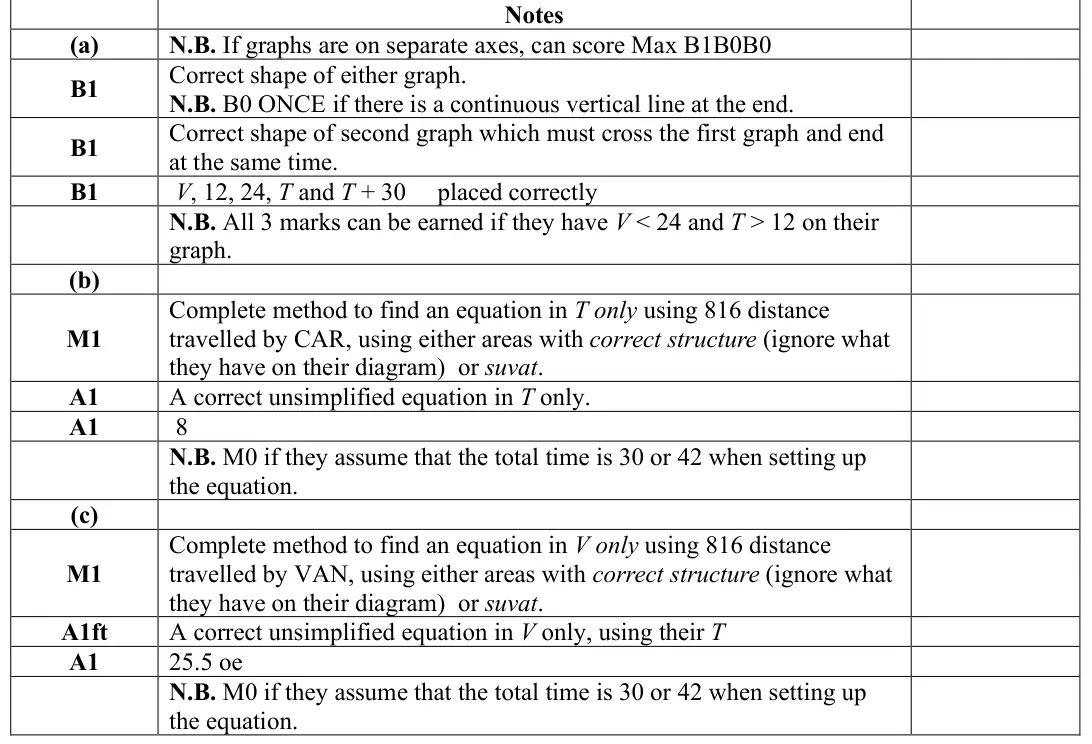 Notes
(a) N.B. If graphs are on separate axes, can score Max B1B0B0
B1 Correct shape of either graph.
N.B. B0 ONCE if there is a continuous vertical line at the end.
B1 Correct shape of second graph which must cross the first graph and end
at the same time.
B1 V, 12, 24, T and T + 30 placed correctly
N.B. All 3 marks can be earned if they have V < 24 and T > 12 on their
graph.
(b)
M1 Complete method to find an equation in T only using 816 distance
travelled by CAR, using either areas with correct structure (ignore what
they have on their diagram) or suvat.
A1 A correct unsimplified equation in T only.
A1 8
N.B. M0 if they assume that the total time is 30 or 42 when setting up
the equation.
(c)
M1 Complete method to find an equation in V only using 816 distance
travelled by VAN, using either areas with correct structure (ignore what
they have on their diagram) or suvat.
A1ft A correct unsimplified equation in V only, using their T
A1 25.5 oe
N.B. M0 if they assume that the total time is 30 or 42 when setting up
the equation.